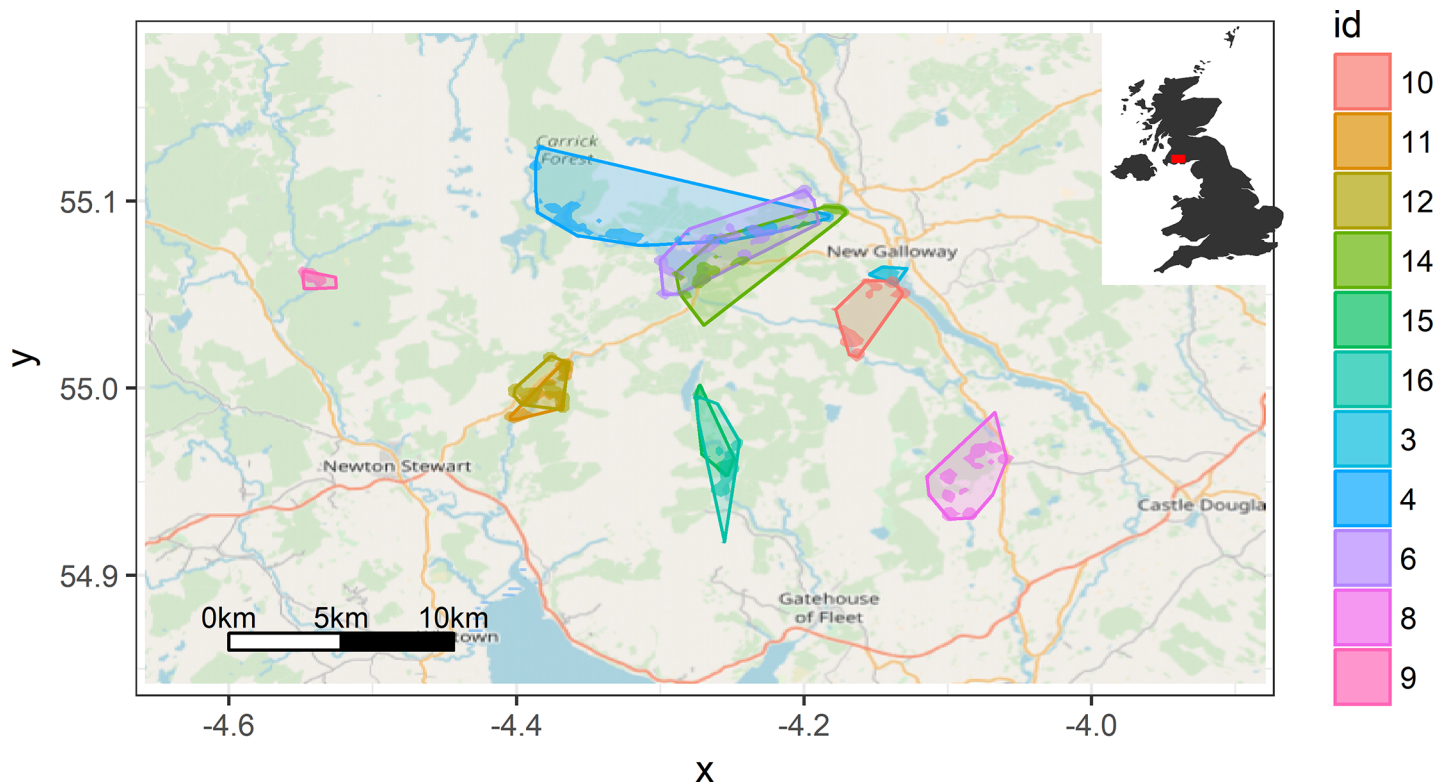 id
10
11
12
14
15
16
3
4
6
8
9
Carrick
Forest
New Galloway
Newton Stewart
Castle Dougla
Gatehouse
of Fleet
0km 5km 10km
town
55.1
55.0
54.9
y
-4.6 -4.4 -4.2 -4.0
x